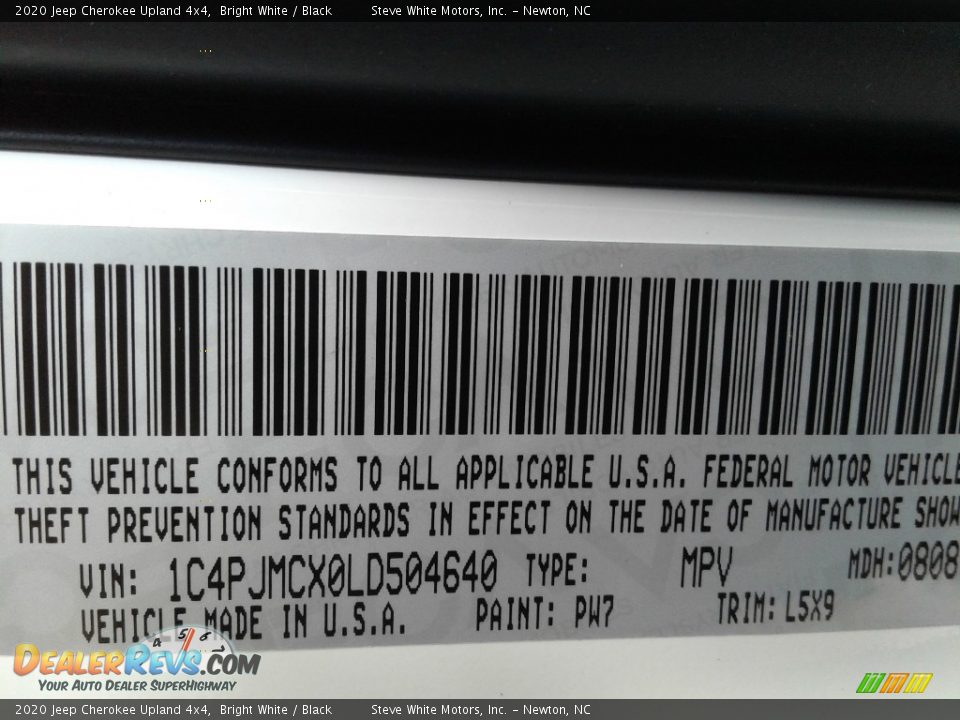 2020 Jeep Cherokee Upland 4x4, Bright White / Black Steve White Motors, Inc. – Newton, NC
THIS VEHICLE CONFORMS TO ALL APPLICABLE U.S.A. FEDERAL MOTOR VEHICLE
THEFT PREVENTION STANDARDS IN EFFECT ON THE DATE OF MANUFACTURE SHOW
VIN: 1C4PJMCX0LD504640 TYPE: MPV MDH:0808
VEHICLE MADE IN U.S.A. PAINT: PW7 TRIM: L5X9
4 5 6
DEALERREVS.COM
YOUR AUTO DEALER SUPERHIGHWAY
2020 Jeep Cherokee Upland 4x4, Bright White / Black Steve White Motors, Inc. – Newton, NC